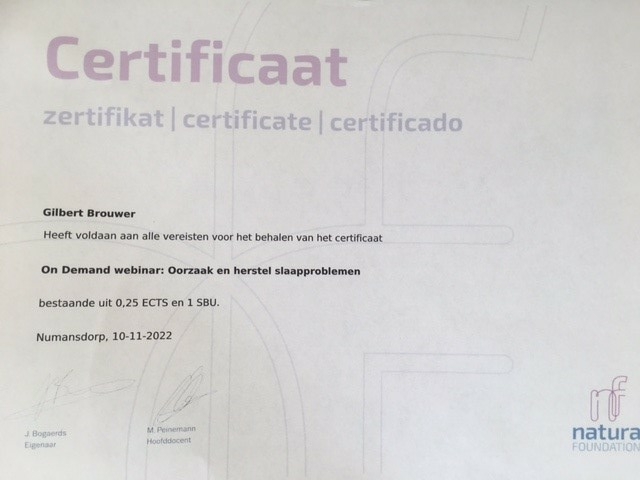 Certificaat
zertifikat | certificate | certificado
Gilbert Brouwer
Heeft voldaan aan alle vereisten voor het behalen van het certificaat
On Demand webinar: Oorzaak en herstel slaapproblemen
bestaande uit 0,25 ECTS en 1 SBU.
Numansdorp, 10-11-2022
J. Bogaerds
Eigenaar
M. Peinemann
Hoofddocent
nf
natura
FOUNDATION